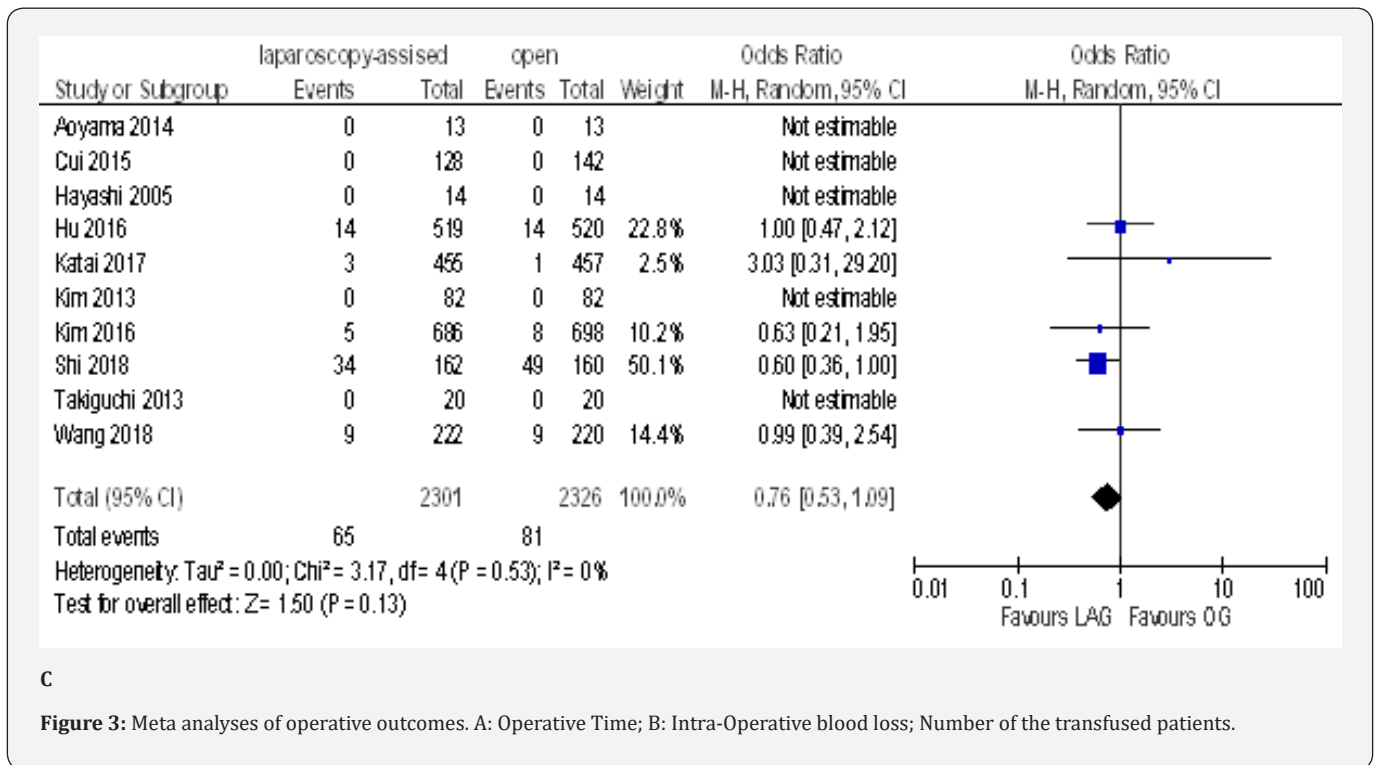 laparoscopy-assised open Odds Ratio Odds Ratio
Study or Subgroup Events Total Events Total Weight M-H, Random, 95% CI M-H, Random, 95% CI
Aoyama 2014 0 13 0 13 Not estimable
Cui 2015 0 128 0 142 Not estimable
Hayashi 2005 0 14 0 14 Not estimable
Hu 2016 14 519 14 520 22.8% 1.00 [0.47, 2.12]
Katai 2017 3 455 1 457 2.5% 3.03 [0.31, 29.20]
Kim 2013 0 82 0 82 Not estimable
Kim 2016 5 686 8 698 10.2% 0.63 [0.21, 1.95]
Shi 2018 34 162 49 160 50.1% 0.60 [0.36, 1.00]
Takiguchi 2013 0 20 0 20 Not estimable
Wang 2018 9 222 9 220 14.4% 0.99 [0.39, 2.54]
Total (95% CI) 2301 2326 100.0% 0.76 [0.53, 1.09]
Total events 65 81
Heterogeneity: Tau² = 0.00; Chi² = 3.17, df = 4 (P = 0.53); I² = 0%
Test for overall effect: Z = 1.50 (P = 0.13)
0.01 0.1 1 10 100
Favours LAG Favours OG
C
Figure 3: Meta analyses of operative outcomes. A: Operative Time; B: Intra-Operative blood loss; Number of the transfused patients.